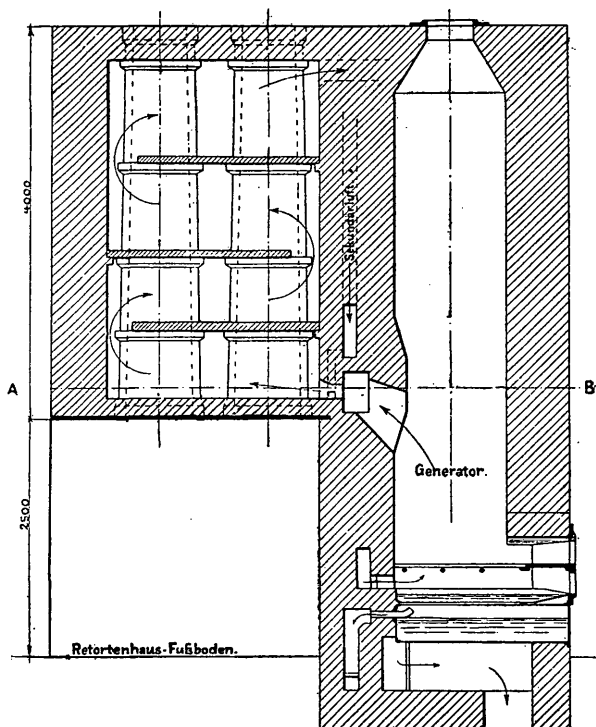 4000
Sekundärluft.
A
B
Generator.
2500
Retortenhaus-Fußboden.